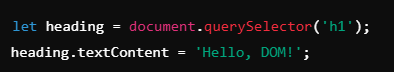 let heading = document.querySelector('h1');
heading.textContent = 'Hello, DOM!';